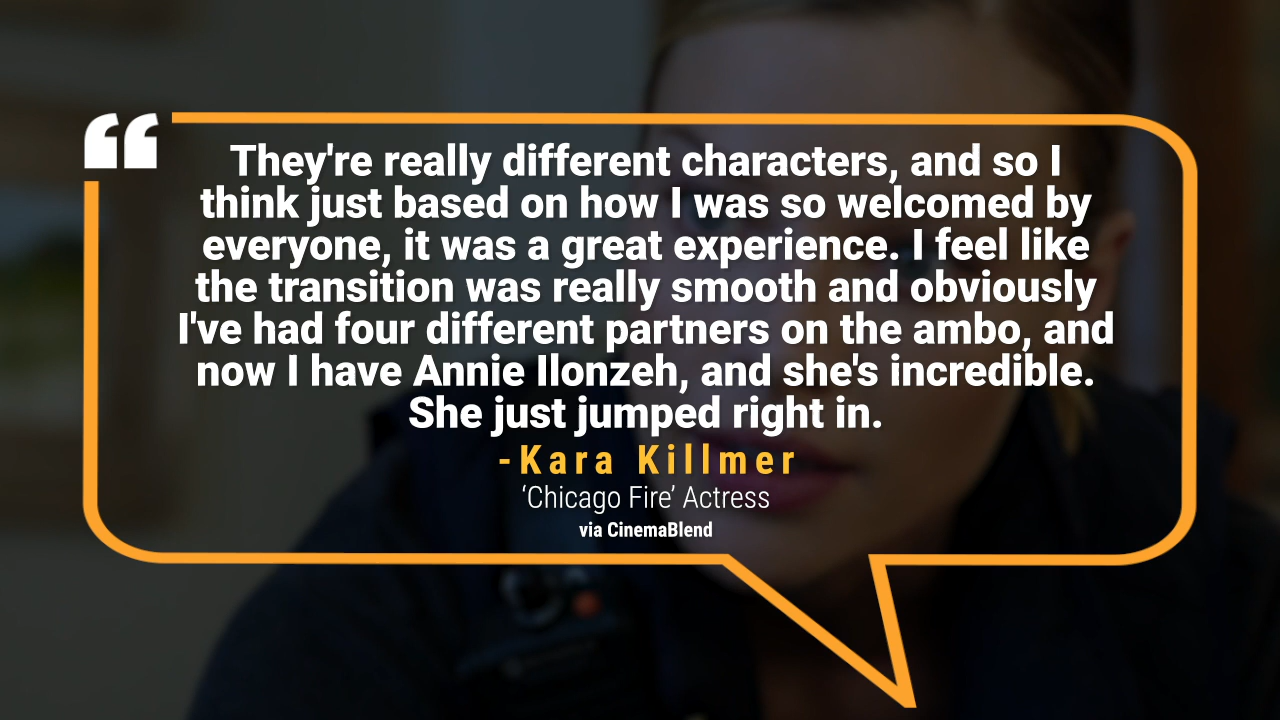 “
They're really different characters, and so I
think just based on how I was so welcomed by
everyone, it was a great experience. I feel like
the transition was really smooth and obviously
I've had four different partners on the ambo, and
now I have Annie Ilonzeh, and she's incredible.
She just jumped right in.
-Kara Killmer
‘Chicago Fire’ Actress
via CinemaBlend